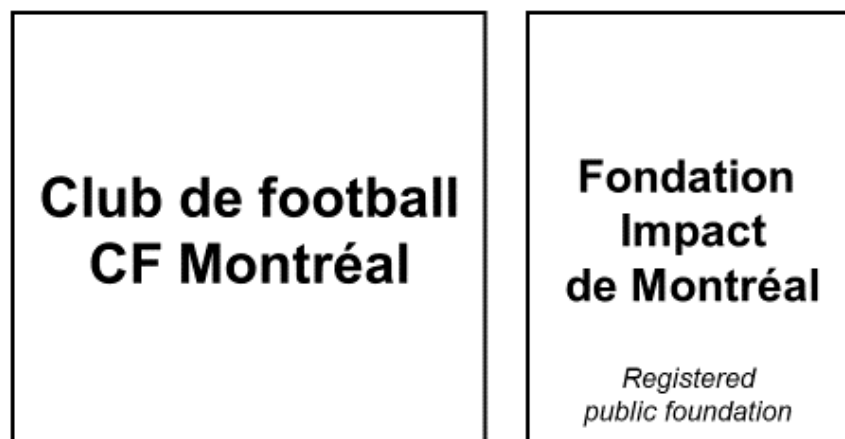 Club de football
CF Montréal
Fondation
Impact
de Montréal
Registered
public foundation